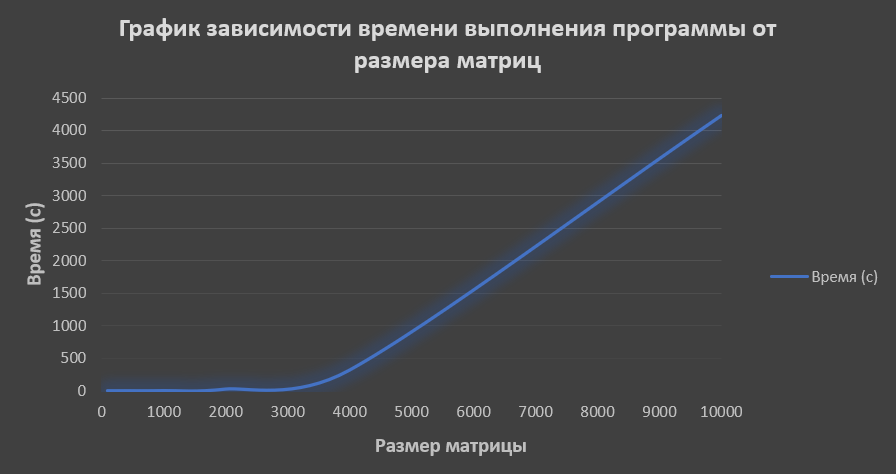 График зависимости времени выполнения программы от
размера матриц
4500
4000
3500
3000
2500
2000
1500
1000
500
0
Время (с)
Время (с)
0 1000 2000 3000 4000 5000 6000 7000 8000 9000 10000
Размер матрицы